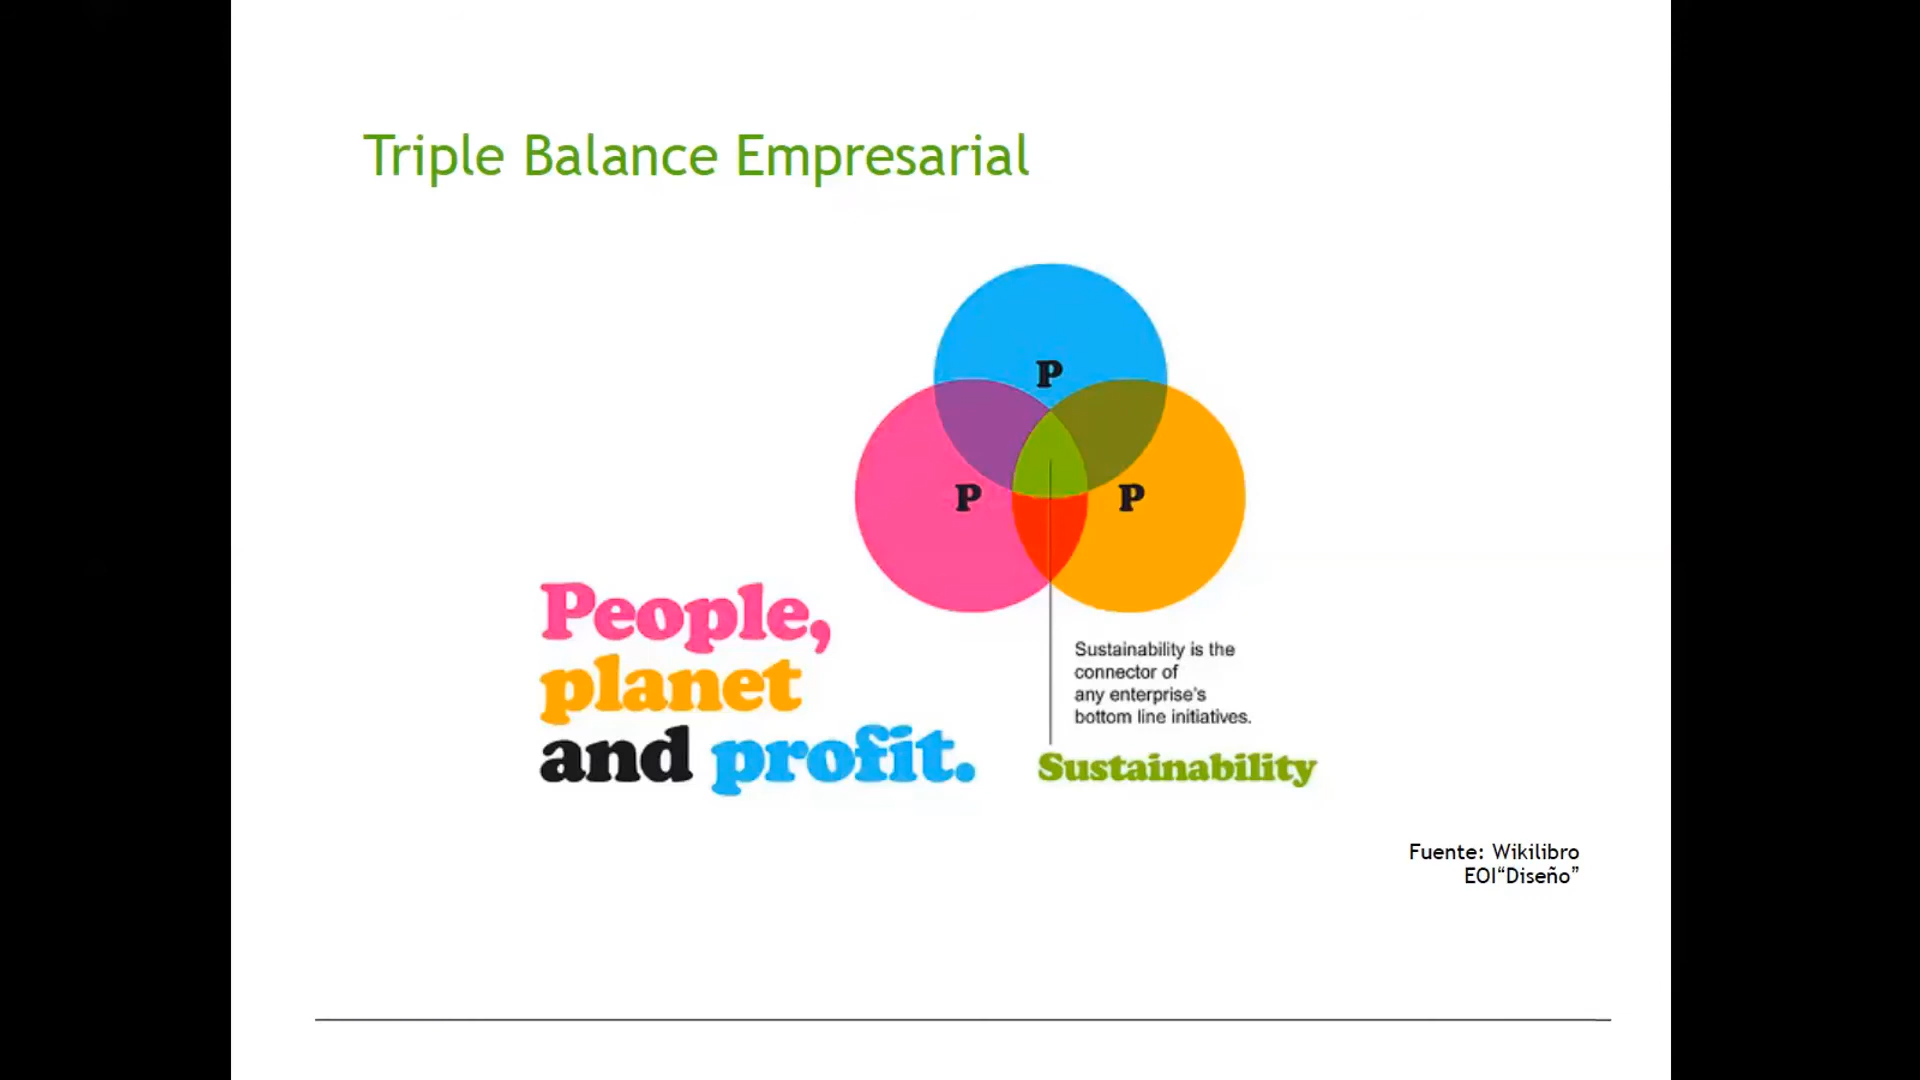 Triple Balance Empresarial
P
P
P
People,
planet
and profit.
Sustainability is the
connector of
any enterprise's
bottom line initiatives.
Sustainability
Fuente: Wikilibro
EOI“Diseño”